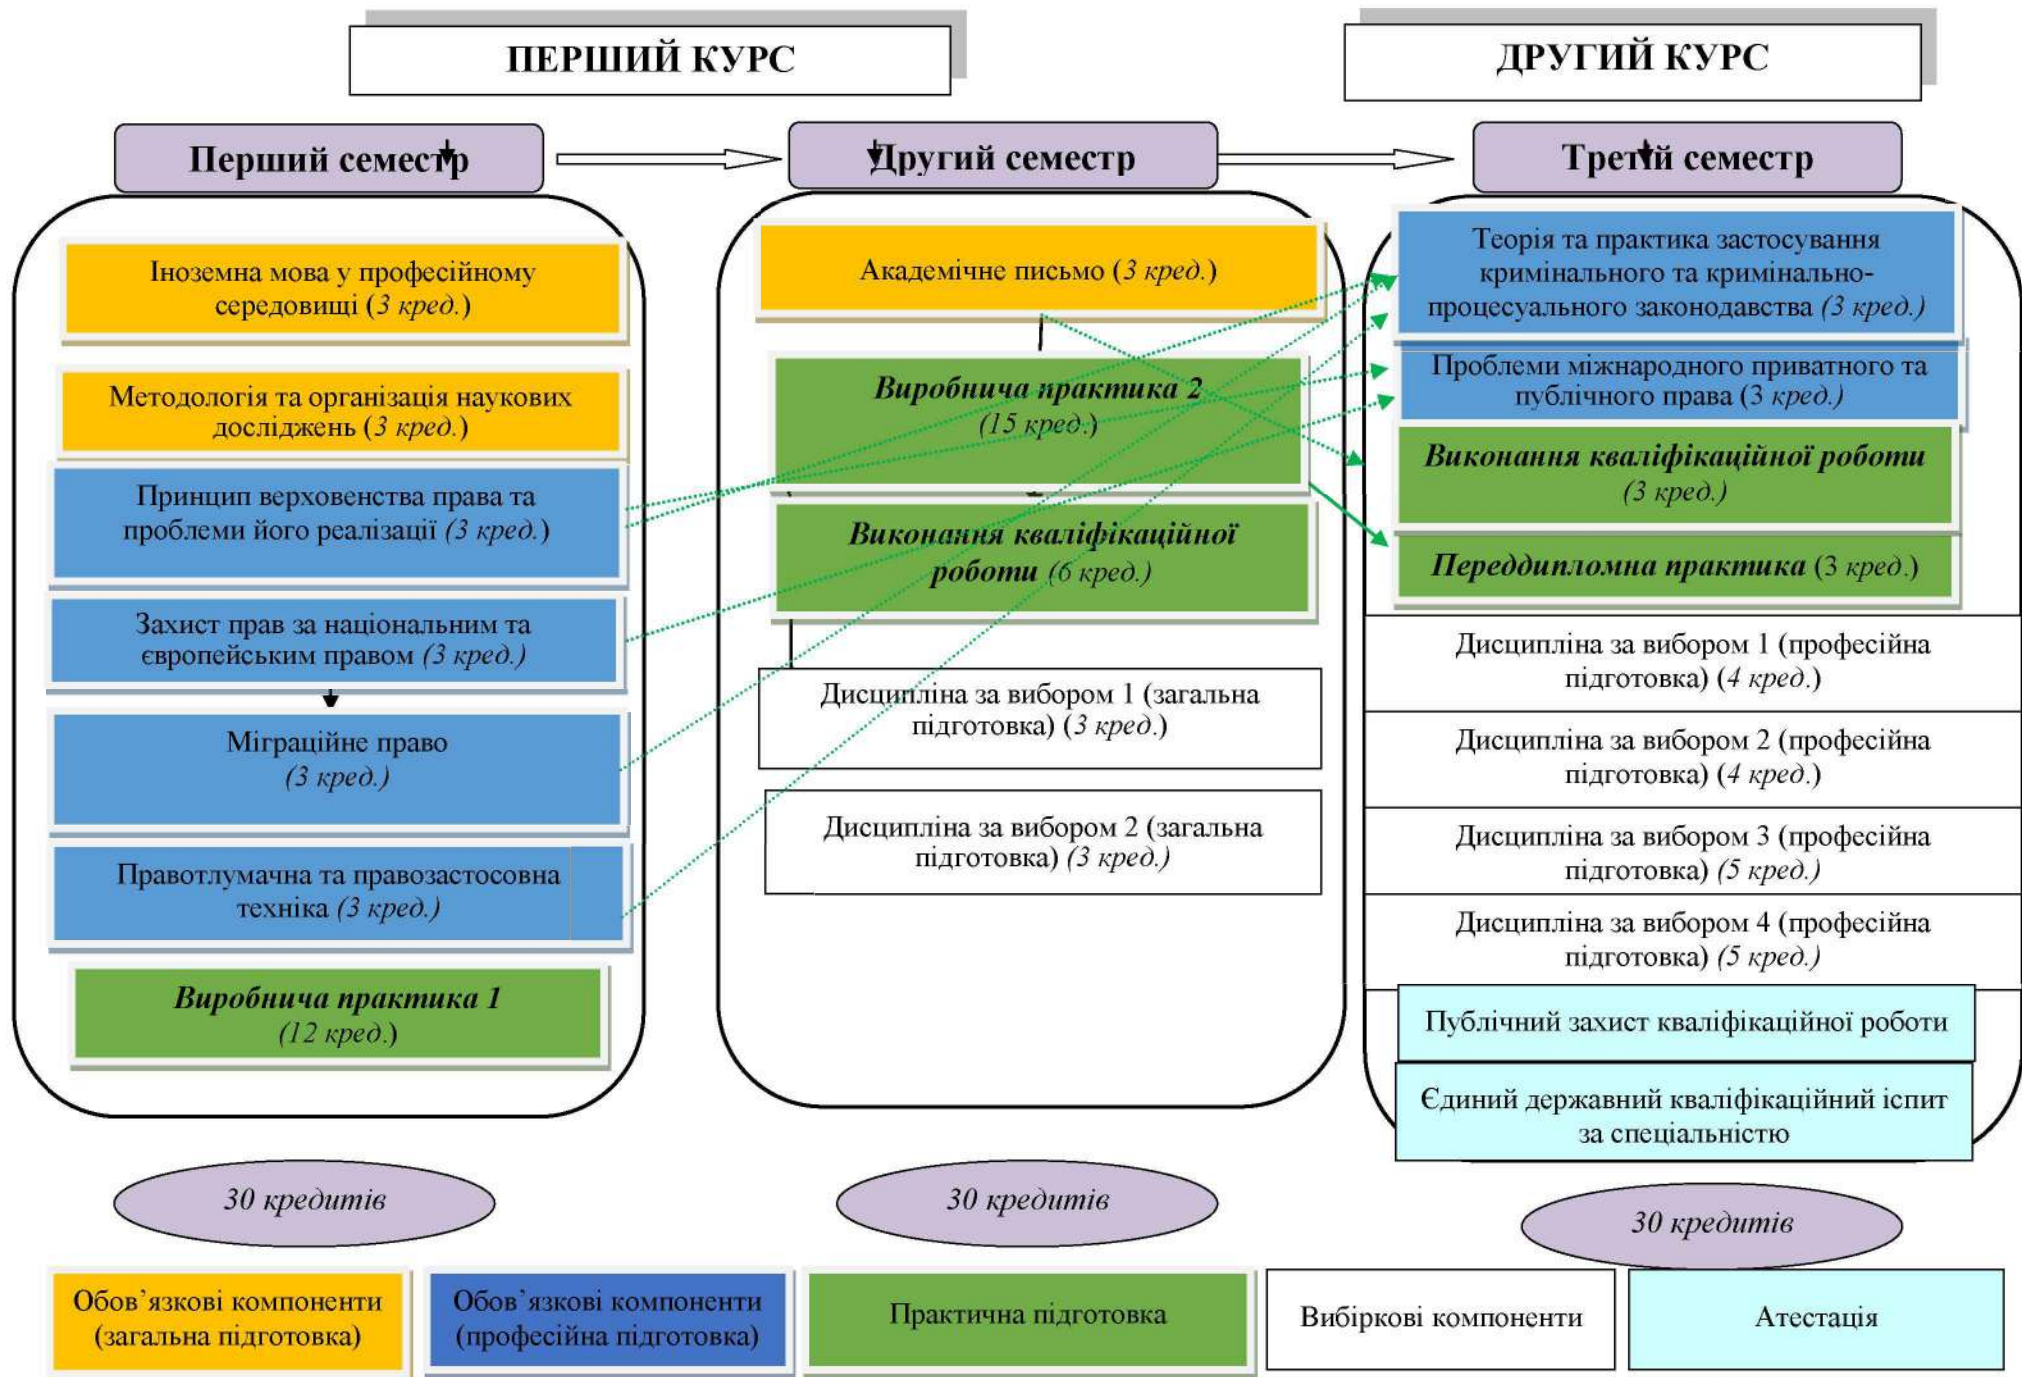 ПЕРШИЙ КУРС
ДРУГИЙ КУРС
Перший семестр
Другий семестр
Третій семестр
Іноземна мова у професійному
середовищі (3 кред.)
Методологія та організація наукових
досліджень (3 кред.)
Принцип верховенства права та
проблеми його реалізації (3 кред.)
Захист прав за національним та
європейським правом (3 кред.)
Міграційне право
(3 кред.)
Правотлумачна та правозастосовна
техніка (3 кред.)
Виробнича практика 1
(12 кред.)
Академічне письмо (3 кред.)
Виробнича практика 2
(15 кред.)
Виконання кваліфікаційної
роботи (6 кред.)
Дисципліна за вибором 1 (загальна
підготовка) (3 кред.)
Дисципліна за вибором 2 (загальна
підготовка) (3 кред.)
Теорія та практика застосування
кримінального та кримінально-
процесуального законодавства (3 кред.)
Проблеми міжнародного приватного та
публічного права (3 кред.)
Виконання кваліфікаційної роботи
(3 кред.)
Переддипломна практика (3 кред.)
Дисципліна за вибором 1 (професійна
підготовка) (4 кред.)
Дисципліна за вибором 2 (професійна
підготовка) (4 кред.)
Дисципліна за вибором 3 (професійна
підготовка) (5 кред.)
Дисципліна за вибором 4 (професійна
підготовка) (5 кред.)
Публічний захист кваліфікаційної роботи
Єдиний державний кваліфікаційний іспит
за спеціальністю
30 кредитів
30 кредитів
30 кредитів
Обов’язкові компоненти
(загальна підготовка)
Обов’язкові компоненти
(професійна підготовка)
Практична підготовка
Вибіркові компоненти
Атестація